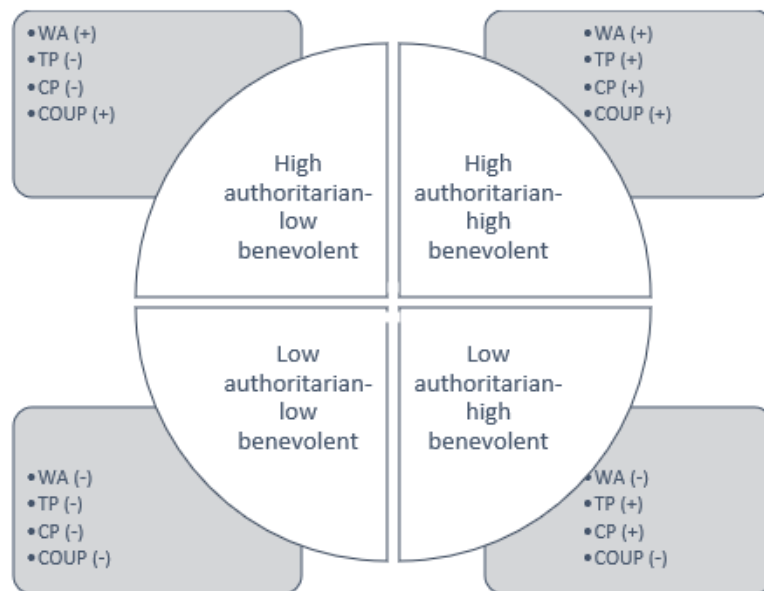 • WA (+)
• TP (-)
• CP (-)
• COUP (+)
• WA (+)
• TP (+)
• CP (+)
• COUP (+)
High
authoritarian-
low
benevolent
High
authoritarian-
high
benevolent
Low
authoritarian-
low
benevolent
Low
authoritarian-
high
benevolent
• WA (-)
• TP (-)
• CP (-)
• COUP (-)
• WA (-)
• TP (+)
• CP (+)
• COUP (-)